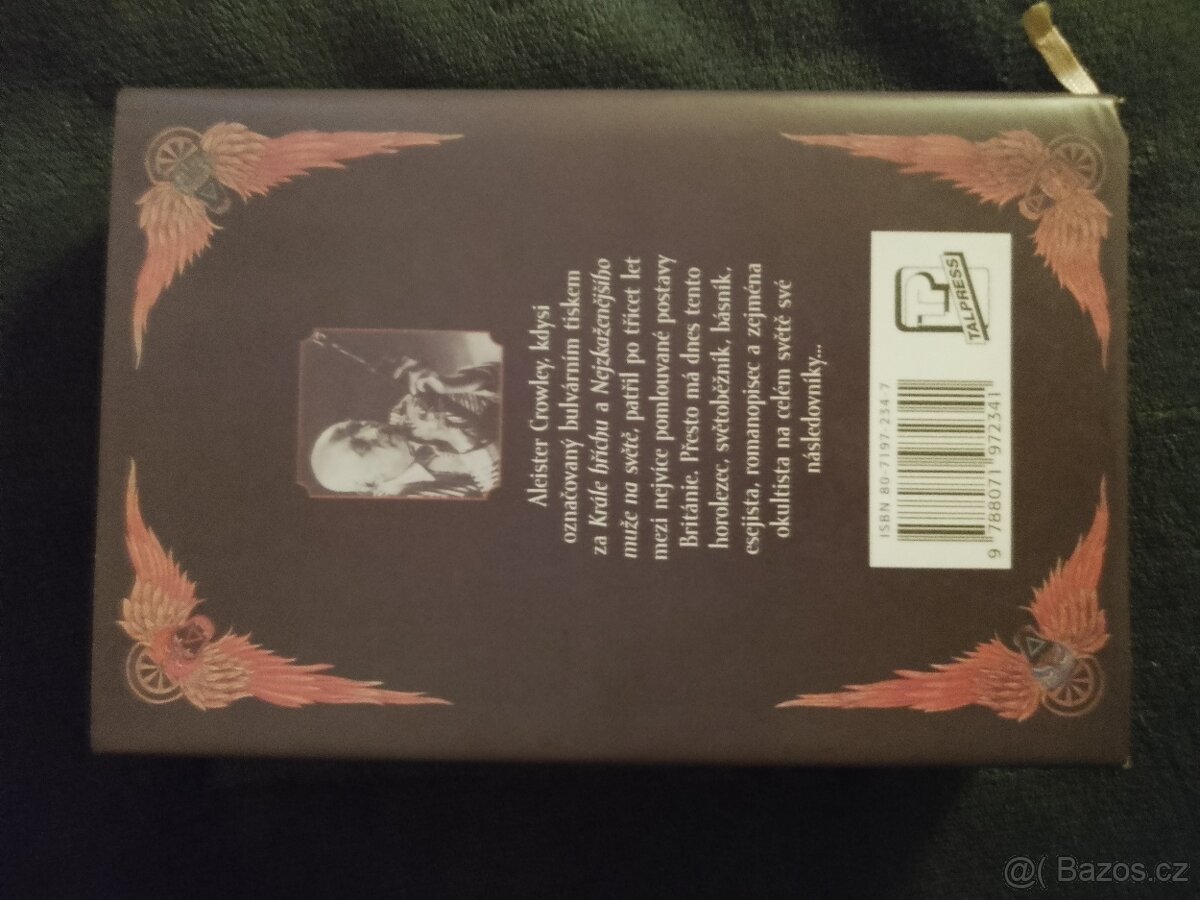 Aleister Crowley, kdysi
označovaný bulvárním tiskem
za Krále hříchu a Nejzkaženějšího
muže na světě, patřil po třicet let
mezi nejvíce pomlouvané postavy
Británie. Přesto má dnes tento
horolezec, světoběžník, básník,
esejista, romanopisec a zejména
okultista na celém světě své
následovníky...
ISBN 80-7197-234-7
9 788071 972341
TP
TALPRESS
@( Bazos.cz